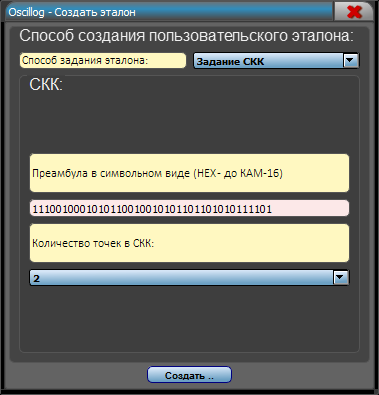 Oscillog - Создать эталон
Способ создания пользовательского эталона:
Способ задания эталона:
Задание СКК
СКК:
Преамбула в символьном виде (HEX- до КАМ-16)
1110010001010110010010101101101010111101
Количество точек в СКК:
2
Создать ..